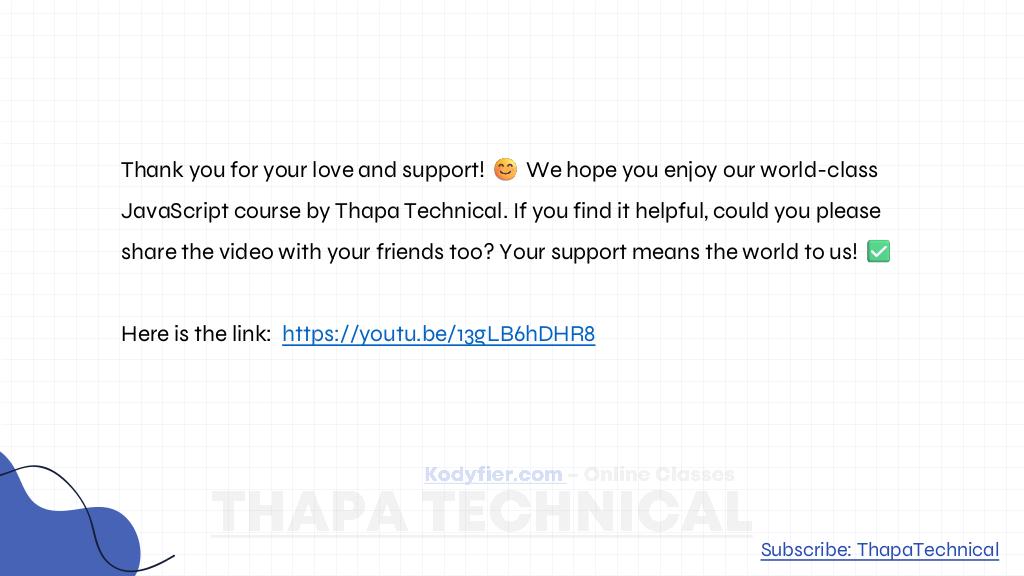 Thank you for your love and support! 😊 We hope you enjoy our world-class
JavaScript course by Thapa Technical. If you find it helpful, could you please
share the video with your friends too? Your support means the world to us! ✅
Here is the link: https://youtu.be/13gLB6hDHR8
Kodyfier.com – Online Classes
THAPA TECHNICAL
Subscribe: ThapaTechnical